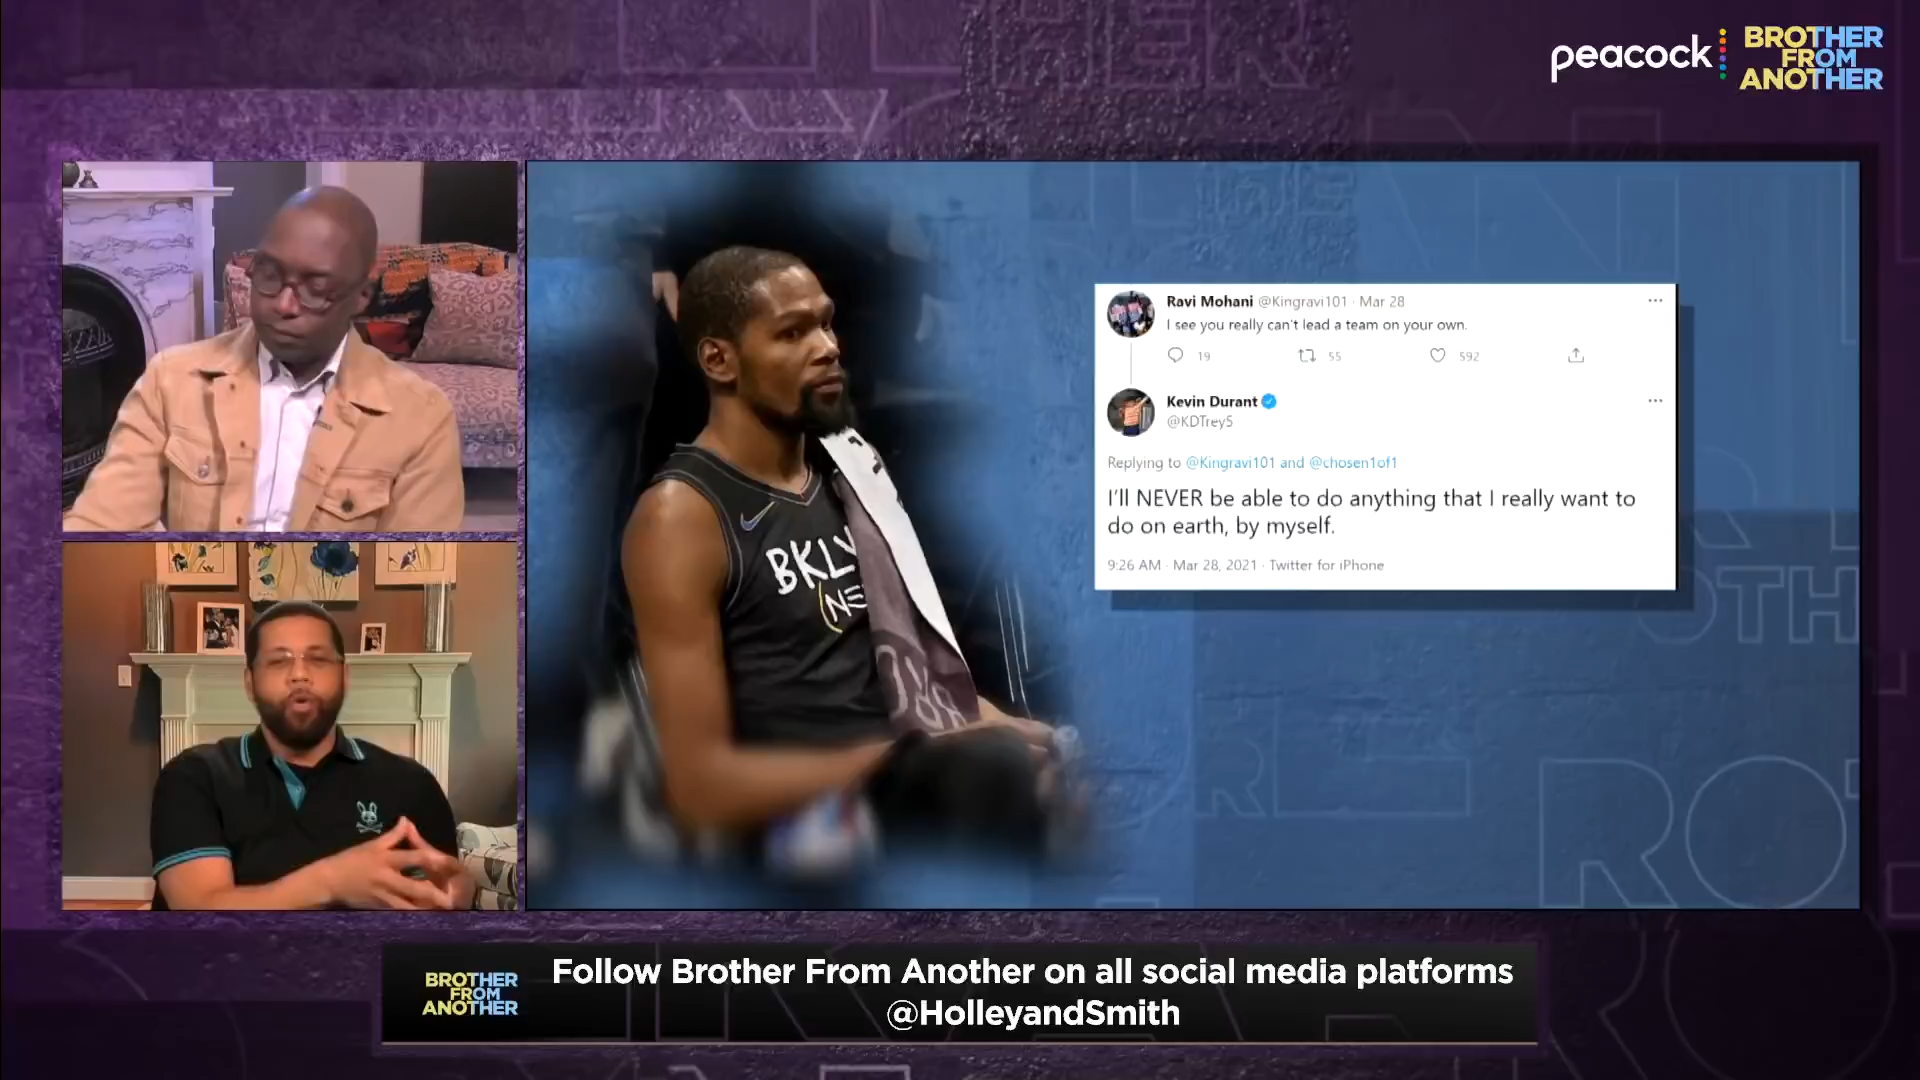 peacock
BROTHER
FROM
ANOTHER
Ravi Mohani @Kingravi101 · Mar 28
I see you really can't lead a team on your own.
19 55 592
Kevin Durant
@KDTrey5
Replying to @Kingravi101 and @chosen1of1
I'll NEVER be able to do anything that I really want to
do on earth, by myself.
9:26 AM · Mar 28, 2021 · Twitter for iPhone
BKLY
(NE
BROTHER
FROM
ANOTHER
Follow Brother From Another on all social media platforms
@HolleyandSmith